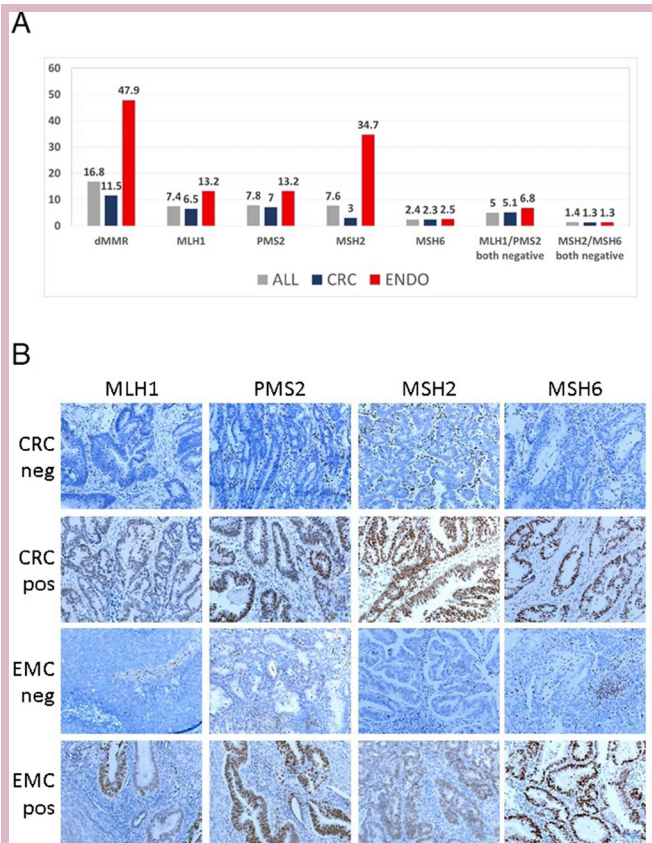 A
60
50
40
30
20
10
0
16.8 11.5 47.9
7.4 6.5 13.2
7.8 7 13.2
7.6 3 34.7
2.4 2.3 2.5
5 5.1 6.8
1.4 1.3 1.3
dMMR MLH1 PMS2 MSH2 MSH6 MLH1/PMS2 MSH2/MSH6
both negative both negative
ALL CRC ENDO
B
MLH1 PMS2 MSH2 MSH6
CRC
neg
CRC
pos
EMC
neg
EMC
pos